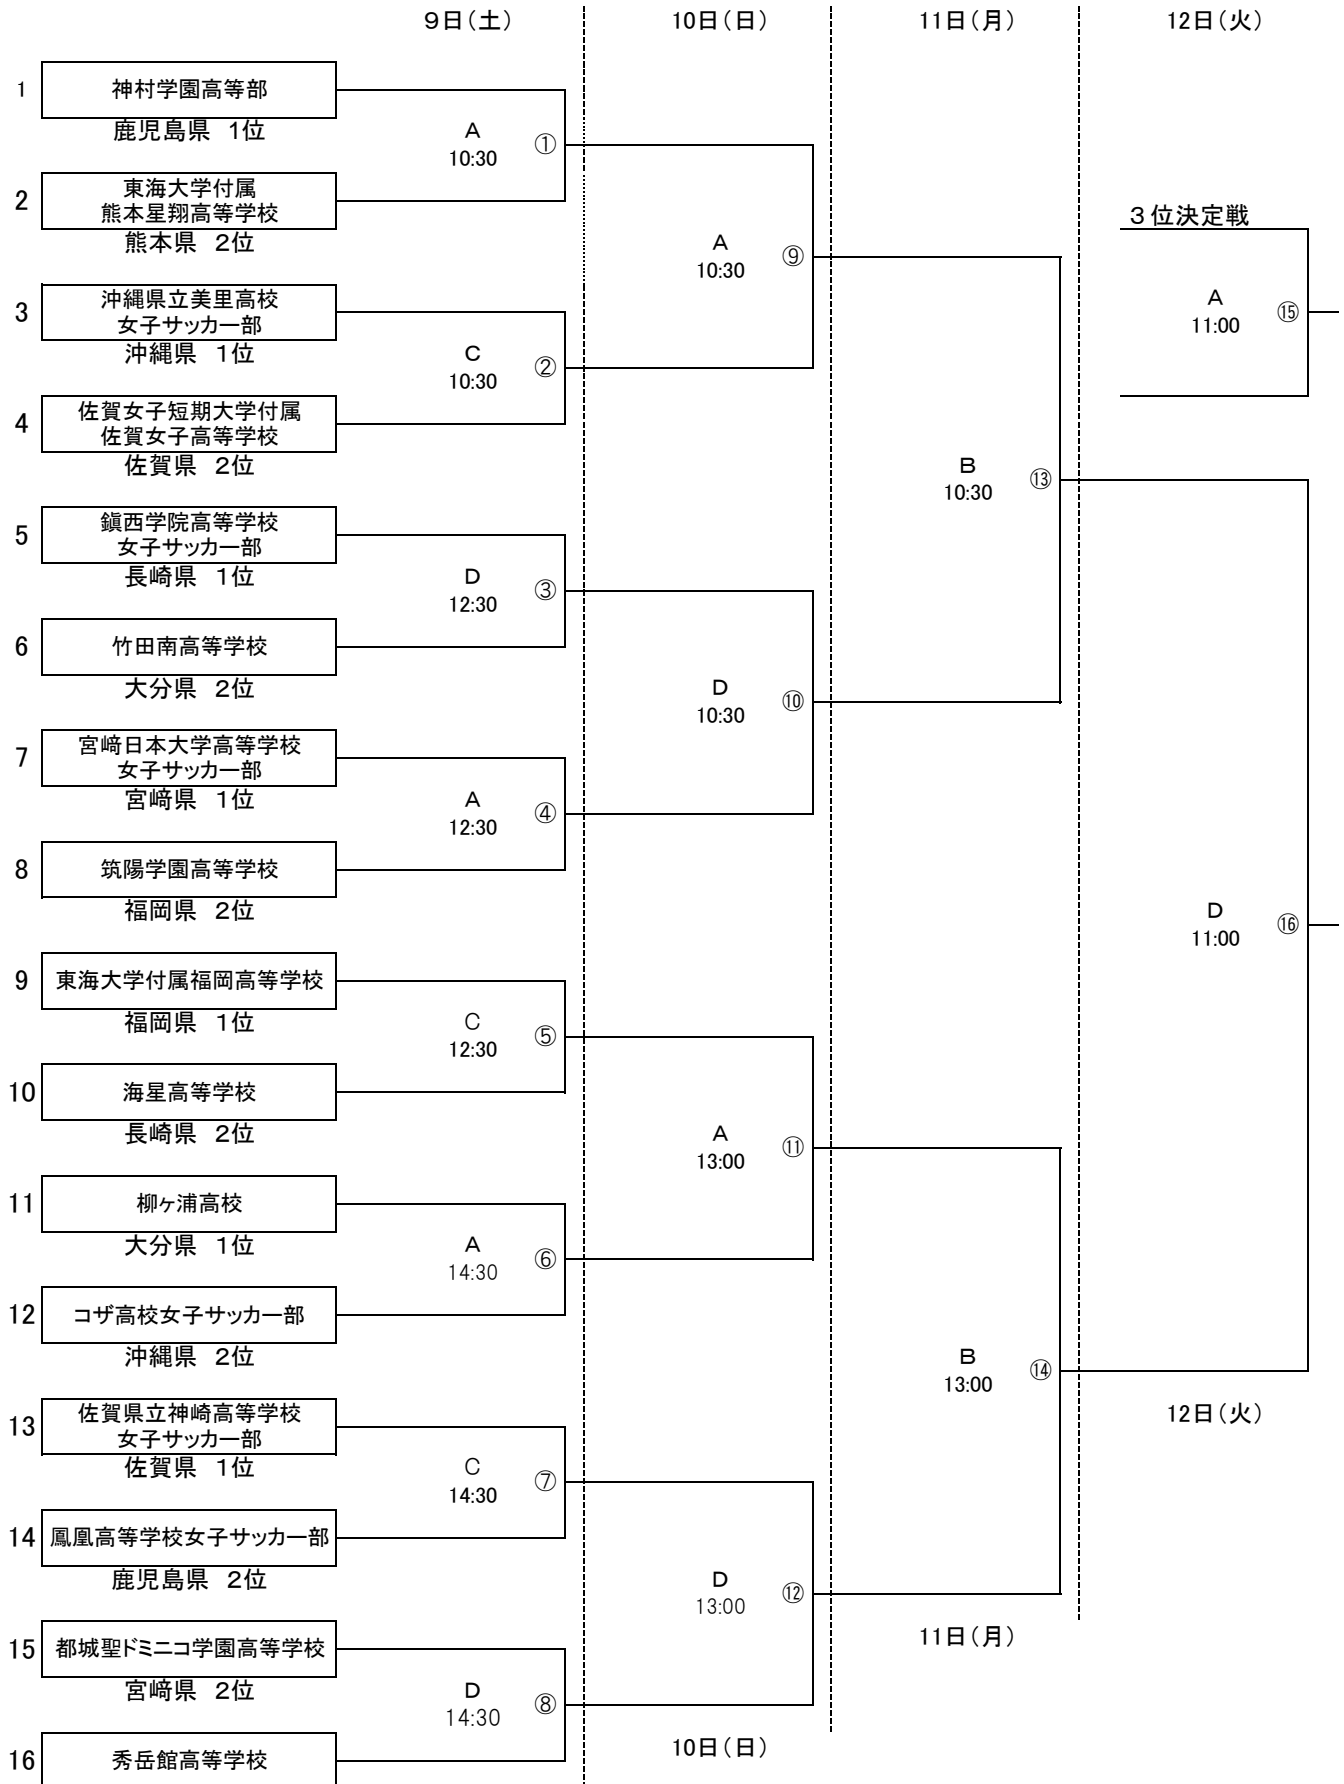 9日(土)
10日(日)
11日(月)
12日(火)
1
神村学園高等部
鹿児島県 1位
A
10:30
①
2
東海大学付属
熊本星翔高等学校
熊本県 2位
A
10:30
⑨
3位決定戦
A
11:00
⑮
3
沖縄県立美里高校
女子サッカー部
沖縄県 1位
C
10:30
②
4
佐賀女子短期大学付属
佐賀女子高等学校
佐賀県 2位
B
10:30
⑬
5
鎭西学院高等学校
女子サッカー部
長崎県 1位
D
12:30
③
6
竹田南高等学校
大分県 2位
D
10:30
⑩
7
宮﨑日本大学高等学校
女子サッカー部
宮﨑県 1位
A
12:30
④
8
筑陽学園高等学校
福岡県 2位
D
11:00
⑯
9
東海大学付属福岡高等学校
福岡県 1位
C
12:30
⑤
10
海星高等学校
長崎県 2位
A
13:00
⑪
11
柳ヶ浦高校
大分県 1位
A
14:30
⑥
12
コザ高校女子サッカー部
沖縄県 2位
B
13:00
⑭
12日(火)
13
佐賀県立神崎高等学校
女子サッカー部
佐賀県 1位
C
14:30
⑦
14
鳳凰高等学校女子サッカー部
鹿児島県 2位
D
13:00
⑫
11日(月)
15
都城聖ドミニコ学園高等学校
宮﨑県 2位
D
14:30
⑧
10日(日)
16
秀岳館高等学校